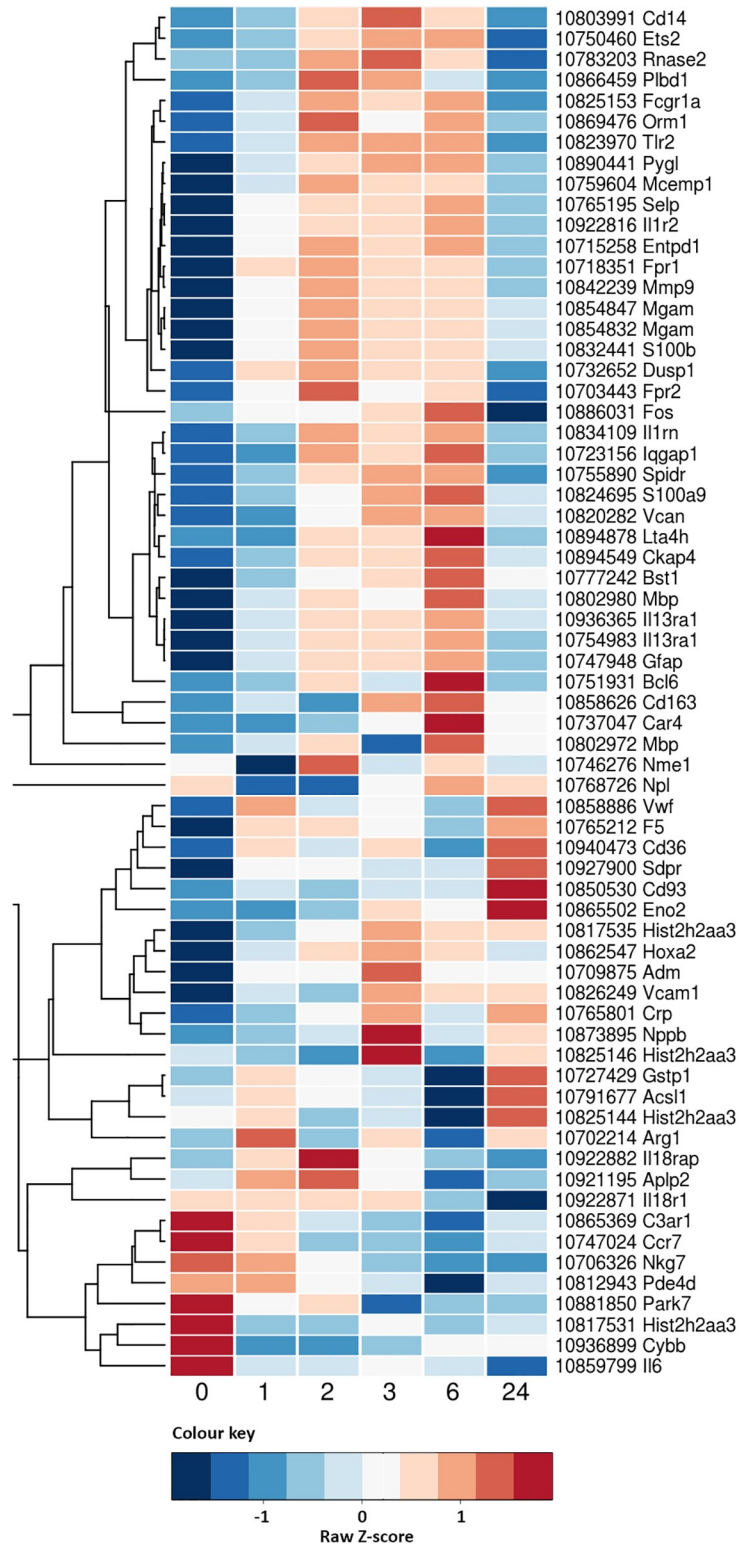 10803991 Cd14
10750460 Ets2
10783203 Rnase2
10866459 Plbd1
10825153 Fcgr1a
10869476 Orm1
10823970 Tlr2
10890441 Pygl
10759604 Mcemp1
10765195 Selp
10922816 Il1r2
10715258 Entpd1
10718351 Fpr1
10842239 Mmp9
10854847 Mgam
10854832 Mgam
10832441 S100b
10732652 Dusp1
10703443 Fpr2
10886031 Fos
10834109 Il1rn
10723156 Iqgap1
10755890 Spidr
10824695 S100a9
10820282 Vcan
10894878 Lta4h
10894549 Ckap4
10777242 Bst1
10802980 Mbp
10936365 Il13ra1
10754983 Il13ra1
10747948 Gfap
10751931 Bcl6
10858626 Cd163
10737047 Car4
10802972 Mbp
10746276 Nme1
10768726 Npl
10858886 Vwf
10765212 F5
10940473 Cd36
10927900 Sdpr
10850530 Cd93
10865502 Eno2
10817535 Hist2h2aa3
10862547 Hoxa2
10709875 Adm
10826249 Vcam1
10765801 Crp
10873895 Nppb
10825146 Hist2h2aa3
10727429 Gstp1
10791677 Acsl1
10825144 Hist2h2aa3
10702214 Arg1
10922882 Il18rap
10921195 Aplp2
10922871 Il18r1
10865369 C3ar1
10747024 Ccr7
10706326 Nkg7
10812943 Pde4d
10881850 Park7
10817531 Hist2h2aa3
10936899 Cybb
10859799 Il6
0 1 2 3 6 24
Colour key
-1 0 1
Raw Z-score